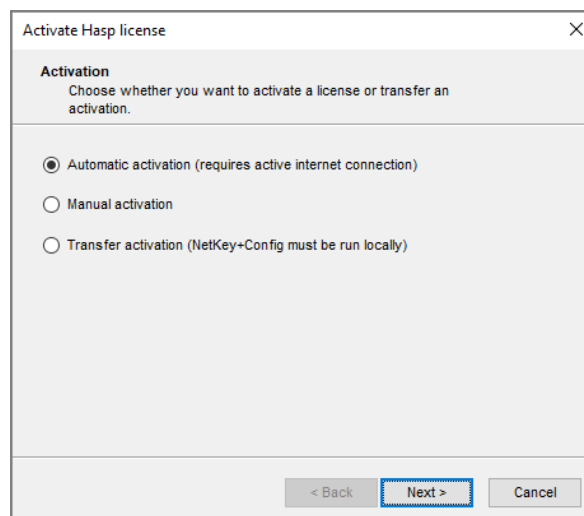 Activate Hasp license
Activation
Choose whether you want to activate a license or transfer an
activation.
Automatic activation (requires active internet connection)
Manual activation
Transfer activation (NetKey+Config must be run locally)
< Back Next > Cancel